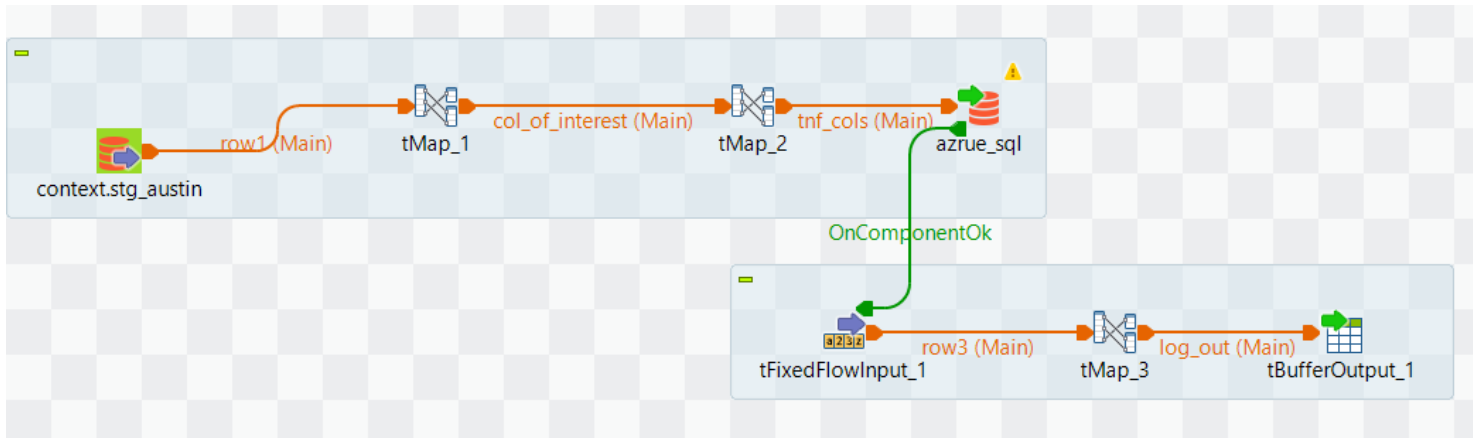 row1 (Main)
tMap_1
col_of_interest (Main)
tMap_2
tnf_cols (Main)
azrue_sql
context.stg_austin
OnComponentOk
a23z
tFixedFlowInput_1
row3 (Main)
tMap_3
log_out (Main)
tBufferOutput_1